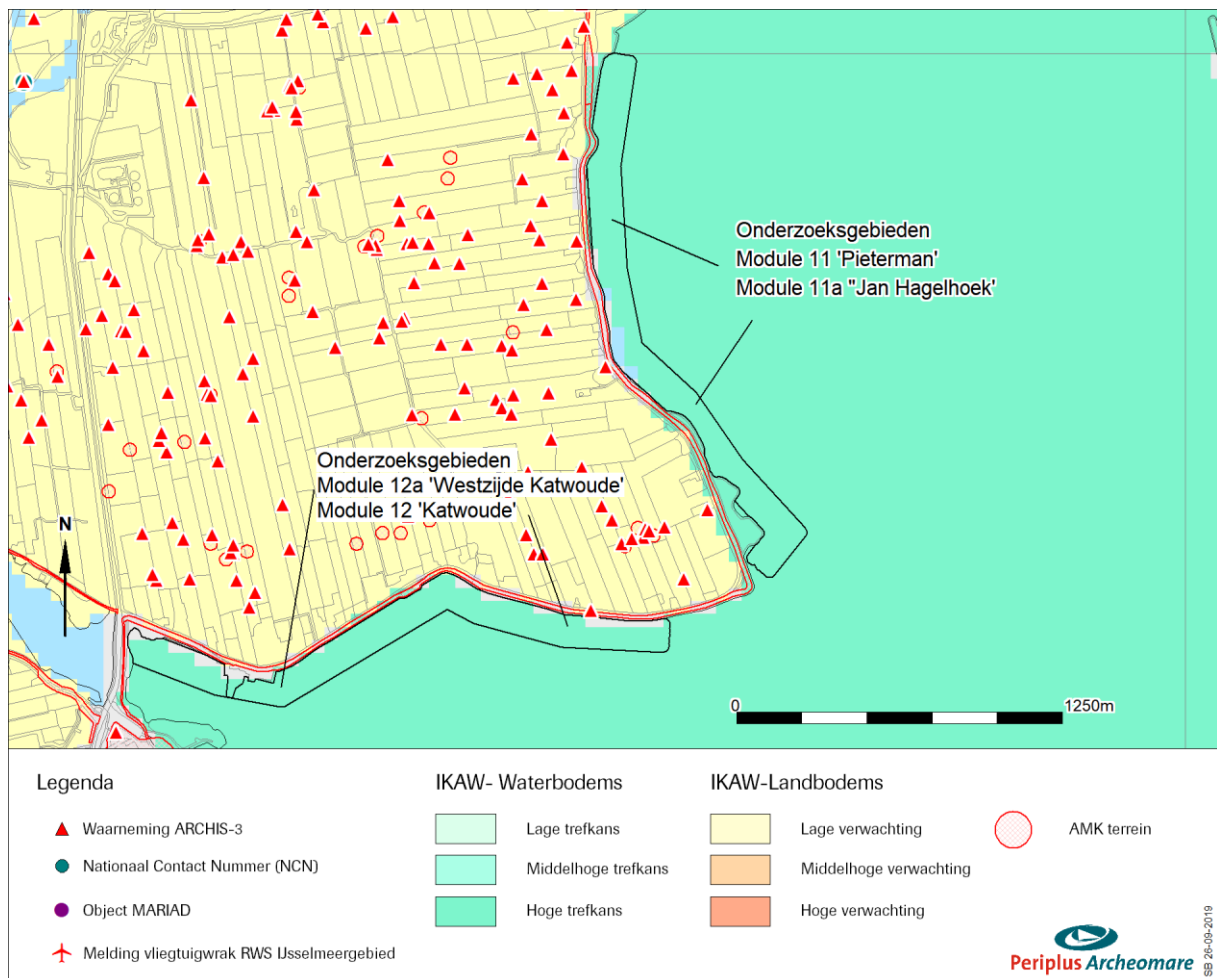 Onderzoeksgebieden
Module 11 'Pieterman'
Module 11a "Jan Hagelhoek'
Onderzoeksgebieden
Module 12a 'Westzijde Katwoude'
Module 12 'Katwoude'
N
0 1250m
Legenda
Waarneming ARCHIS-3
Nationaal Contact Nummer (NCN)
Object MARIAD
Melding vliegtuigwrak RWS IJsselmeergebied
IKAW- Waterbodems
Lage trefkans
Middelhoge trefkans
Hoge trefkans
IKAW-Landbodems
Lage verwachting
Middelhoge verwachting
Hoge verwachting
AMK terrein
Periplus Archeomare
SB 26-09-2019